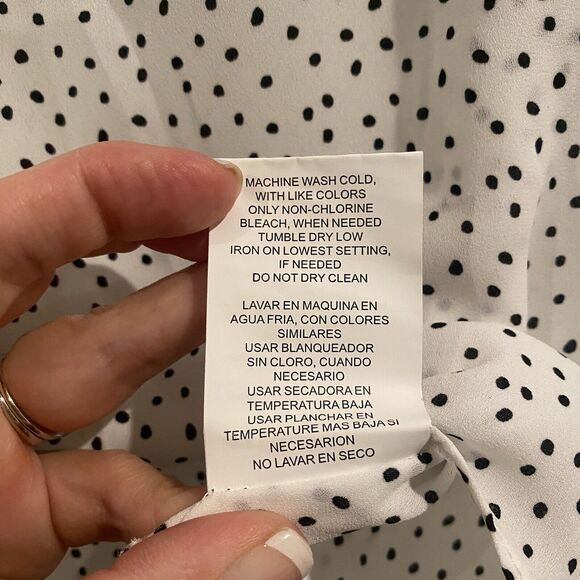 MACHINE WASH COLD,
WITH LIKE COLORS
ONLY NON-CHLORINE
BLEACH, WHEN NEEDED
TUMBLE DRY LOW
IRON ON LOWEST SETTING,
IF NEEDED
DO NOT DRY CLEAN
LAVAR EN MAQUINA EN
AGUA FRIA, CON COLORES
SIMILARES
USAR BLANQUEADOR
SIN CLORO, CUANDO
NECESARIO
USAR SECADORA EN
TEMPERATURA BAJA
USAR PLANCHAR EN
TEMPERATURE MAS BAJA SI
NECESARION
NO LAVAR EN SECO